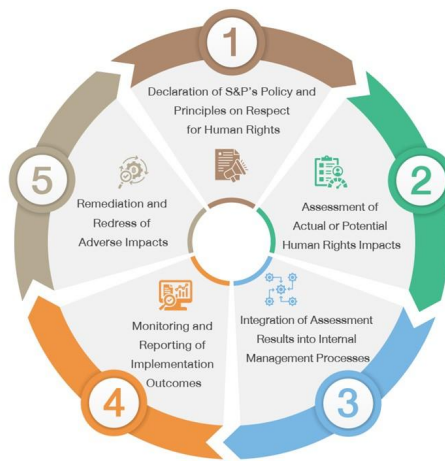 1
Declaration of S&P's Policy and
Principles on Respect
for Human Rights
2
Assessment of
Actual or Potential
Human Rights Impacts
3
Integration of Assessment
Results into Internal
Management Processes
4
Monitoring and
Reporting of
Implementation
Outcomes
5
Remediation and
Redress of
Adverse Impacts